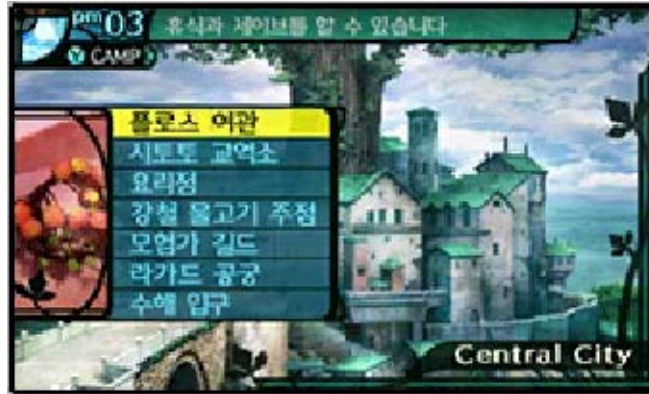 pm 03 휴식과 세이브를 할 수 있습니다
Y CAMP
플로스 여관
시토토 교역소
요리점
강철 물고기 주점
모험가 길드
라가드 공궁
수해 입구
Central City